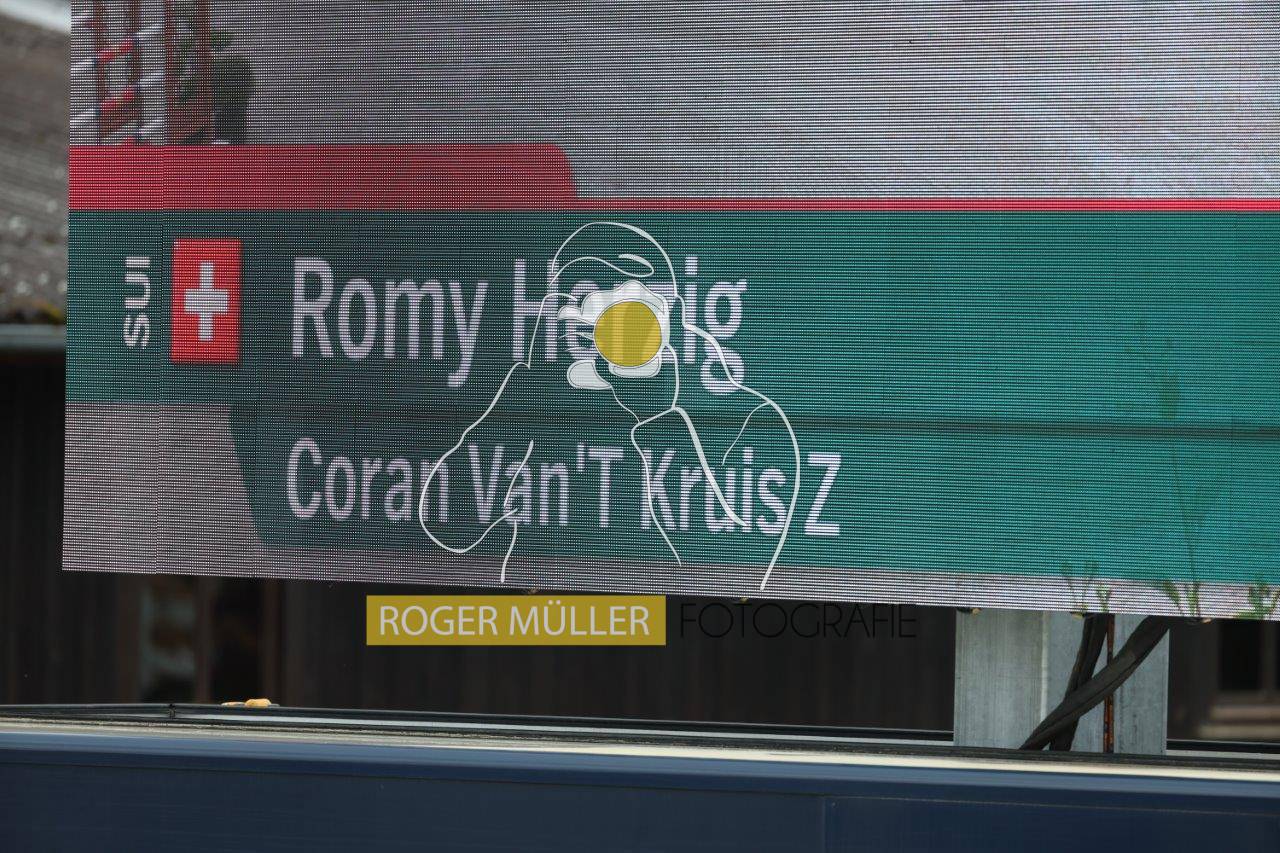 SUI
Romy
Coran Van'T Kruis Z
ROGER MÜLLER FOTOGRAFIE